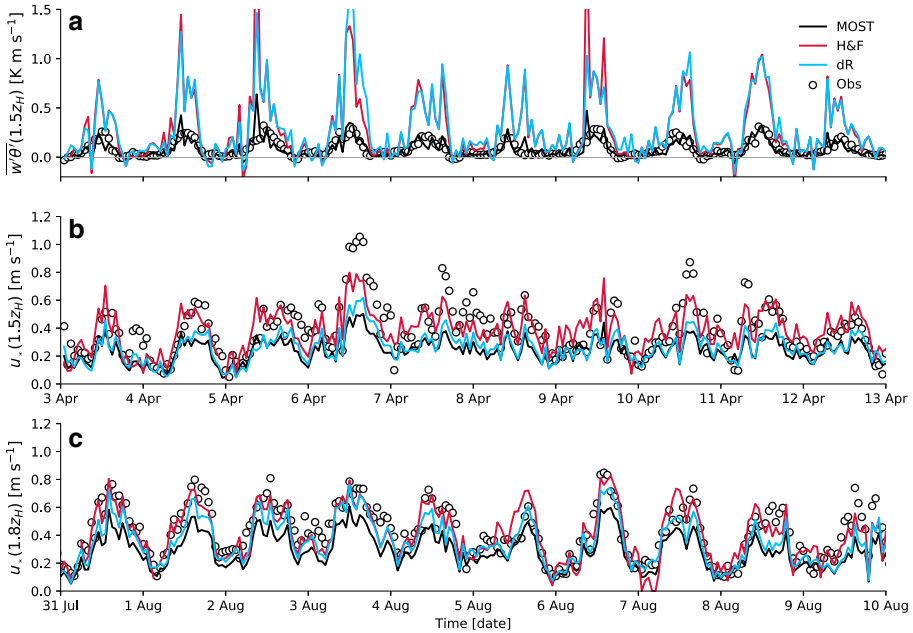 a
w′θ′(1.5z_H) [K m s⁻¹]
1.5
1.0
0.5
0.0
MOST
H&F
dR
Obs
b
u_*(1.5z_H) [m s⁻¹]
1.2
1.0
0.8
0.6
0.4
0.2
0.0
3 Apr 4 Apr 5 Apr 6 Apr 7 Apr 8 Apr 9 Apr 10 Apr 11 Apr 12 Apr 13 Apr
c
u_*(1.8z_H) [m s⁻¹]
1.2
0.8
0.6
0.4
0.2
0.0
31 Jul 1 Aug 2 Aug 3 Aug 4 Aug 5 Aug 6 Aug 7 Aug 8 Aug 9 Aug 10 Aug
Time [date]